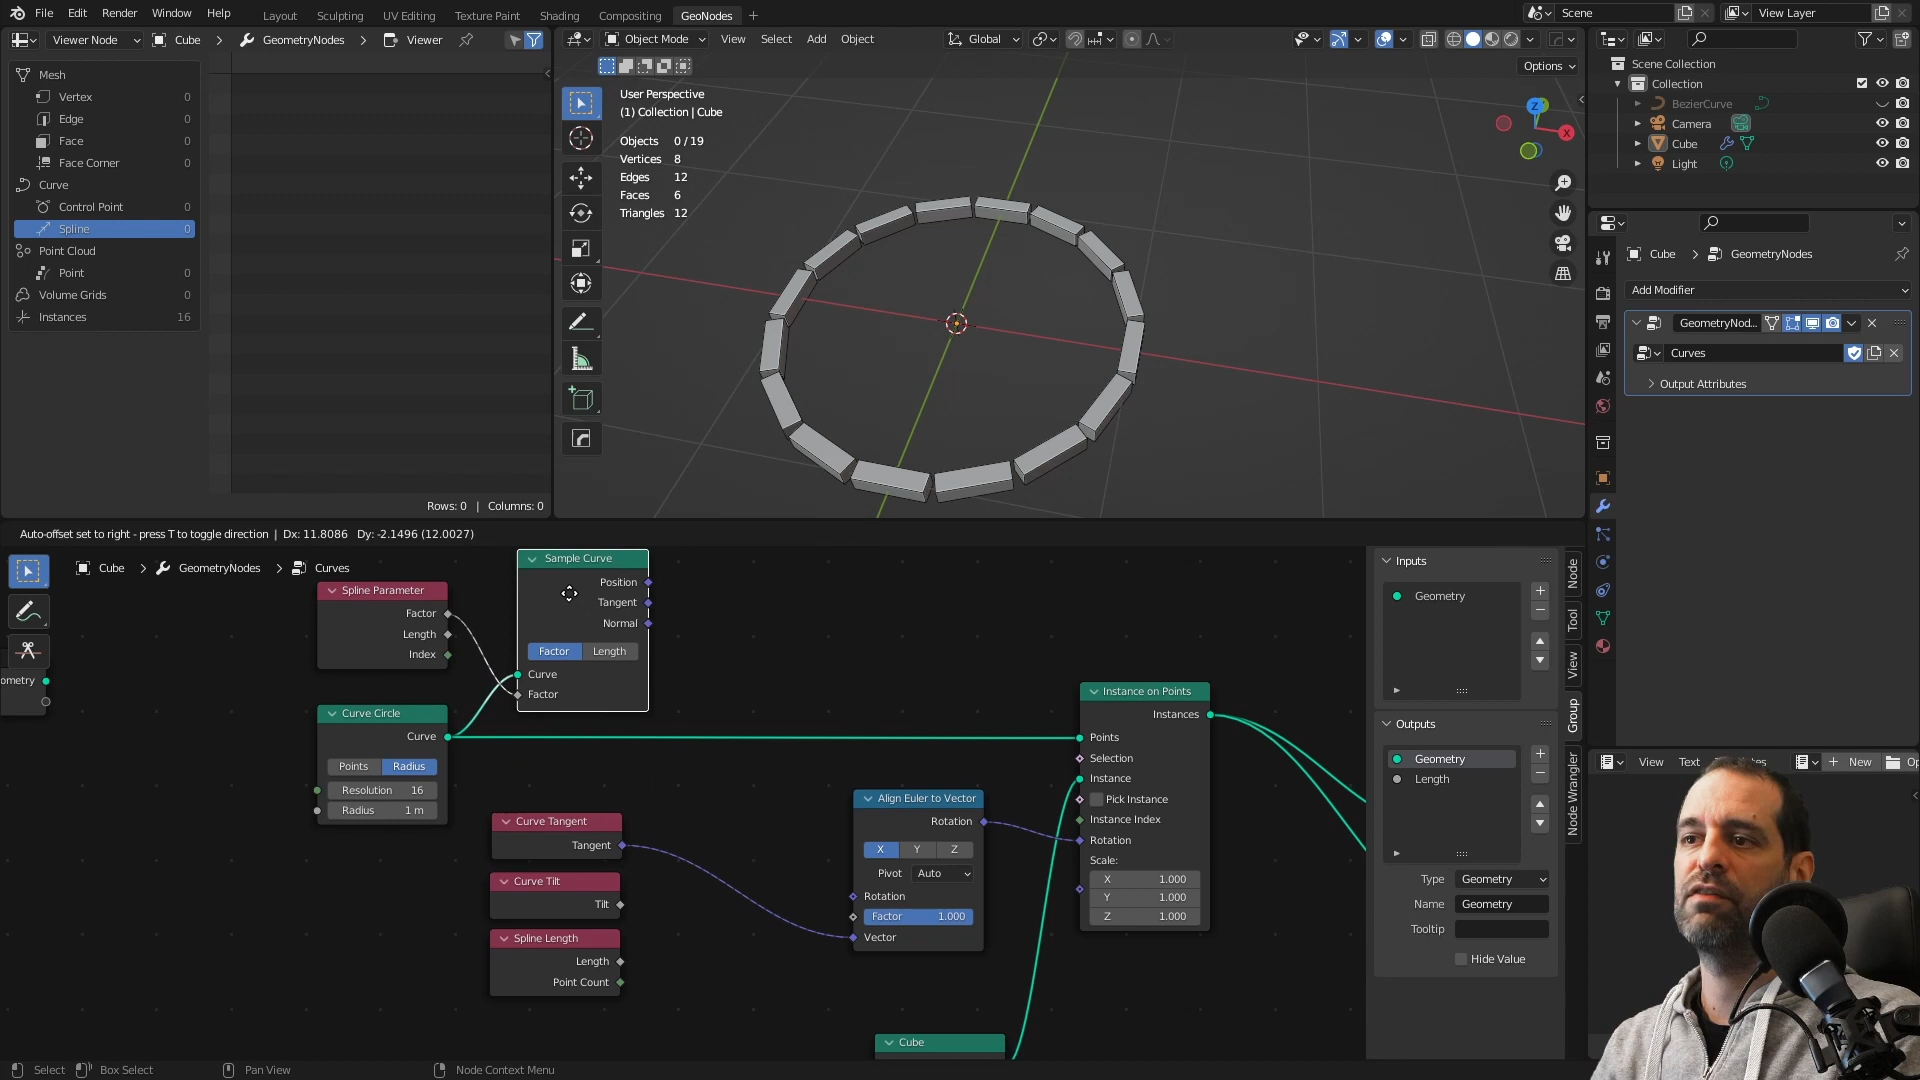 File Edit Render Window Help Layout Sculpting UV Editing Texture Paint Shading Compositing GeoNodes + Scene View Layer
Viewer Node Cube GeometryNodes Viewer
Object Mode View Select Add Object Global
Options
Mesh
Vertex 0
Edge 0
Face 0
Face Corner 0
Curve
Control Point 0
Spline 0
Point Cloud
Point 0
Volume Grids 0
Instances 16
Rows: 0 | Columns: 0
User Perspective
(1) Collection | Cube
Objects 0 / 19
Vertices 8
Edges 12
Faces 6
Triangles 12
Z
X
Scene Collection
Collection
BezierCurve
Camera
Cube
Light
Cube GeometryNodes
Add Modifier
GeometryNod...
Curves
Output Attributes
Auto-offset set to right - press T to toggle direction | Dx: 11.8086 Dy: -2.1496 (12.0027)
Cube GeometryNodes Curves
ometry
Spline Parameter
Factor
Length
Index
Sample Curve
Position
Tangent
Normal
Factor Length
Curve
Factor
Curve Circle
Curve
Points Radius
Resolution 16
Radius 1 m
Curve Tangent
Tangent
Curve Tilt
Tilt
Spline Length
Length
Point Count
Align Euler to Vector
Rotation
X Y Z
Pivot Auto
Rotation
Factor 1.000
Vector
Cube
Instance on Points
Instances
Points
Selection
Instance
Pick Instance
Instance Index
Rotation
Scale:
X 1.000
Y 1.000
Z 1.000
Inputs
Geometry
Outputs
Geometry
Length
Type Geometry
Name Geometry
Tooltip
Hide Value
Node
Tool
View
Group
Node Wrangler
View Text New Op
Select Box Select Pan View Node Context Menu